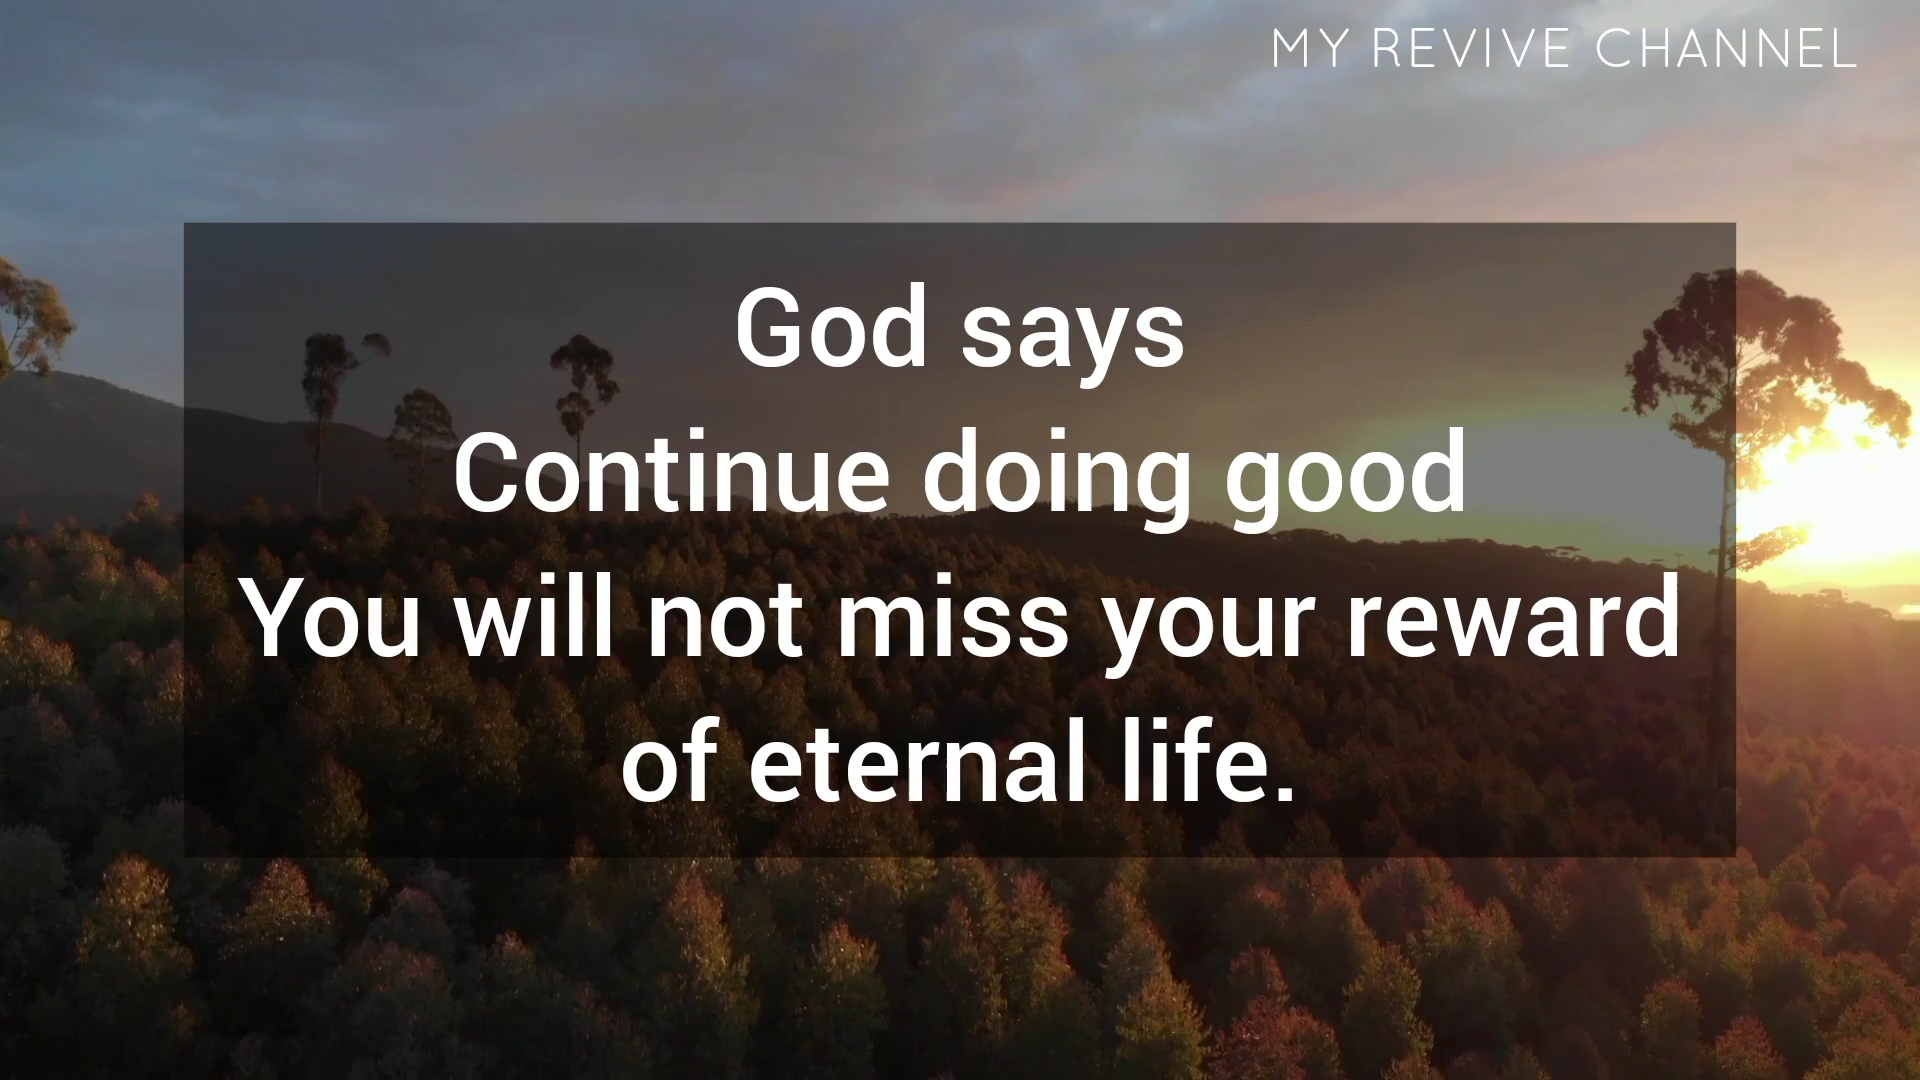 MY REVIVE CHANNEL
God says
Continue doing good
You will not miss your reward
of eternal life.